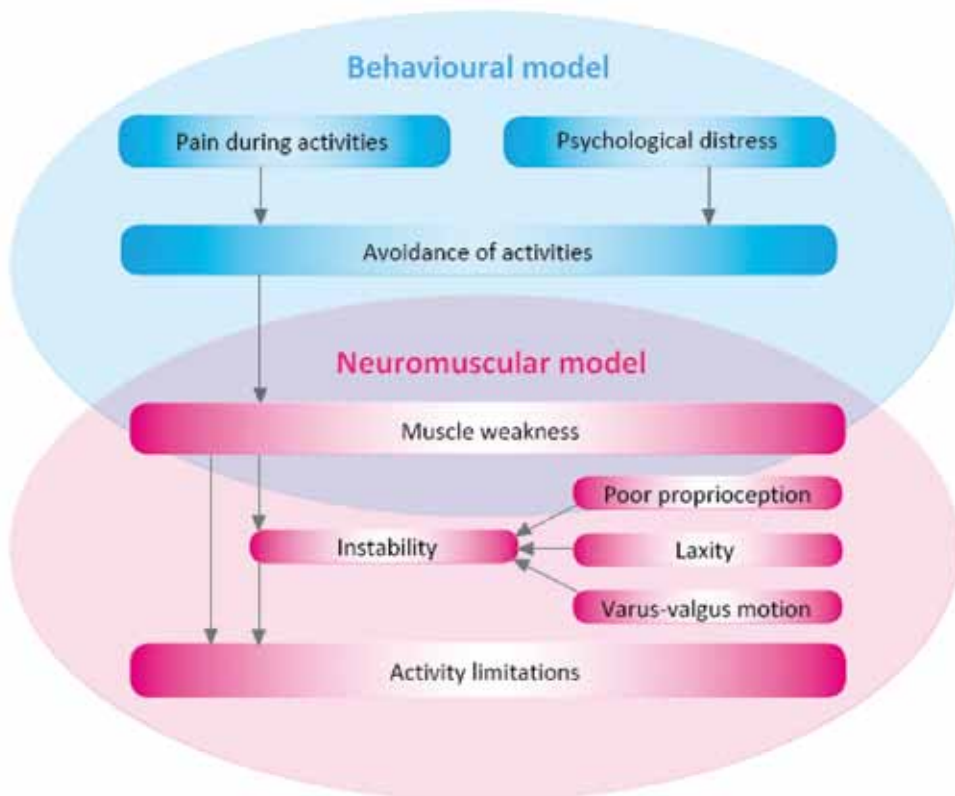 Behavioural model
Pain during activities
Psychological distress
Avoidance of activities
Neuromuscular model
Muscle weakness
Poor proprioception
Instability
Laxity
Varus-valgus motion
Activity limitations